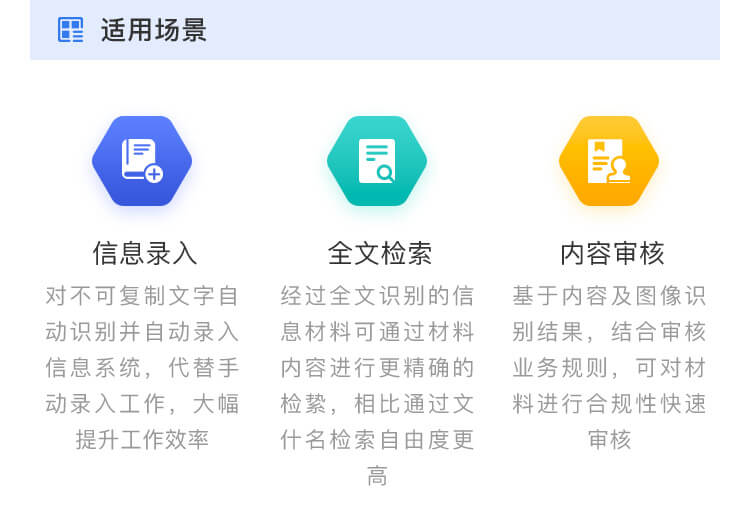 适用场景
信息录入
对不可复制文字自
动识别并自动录入
信息系统，代替手
动录入工作，大幅
提升工作效率
全文检索
经过全文识别的信
息材料可通过材料
内容进行更精确的
检絷，相比通过文
什名检索自由度更
高
内容审核
基于内容及图像识
别结果，结合审核
业务规则，可对材
料进行合规性快速
审核